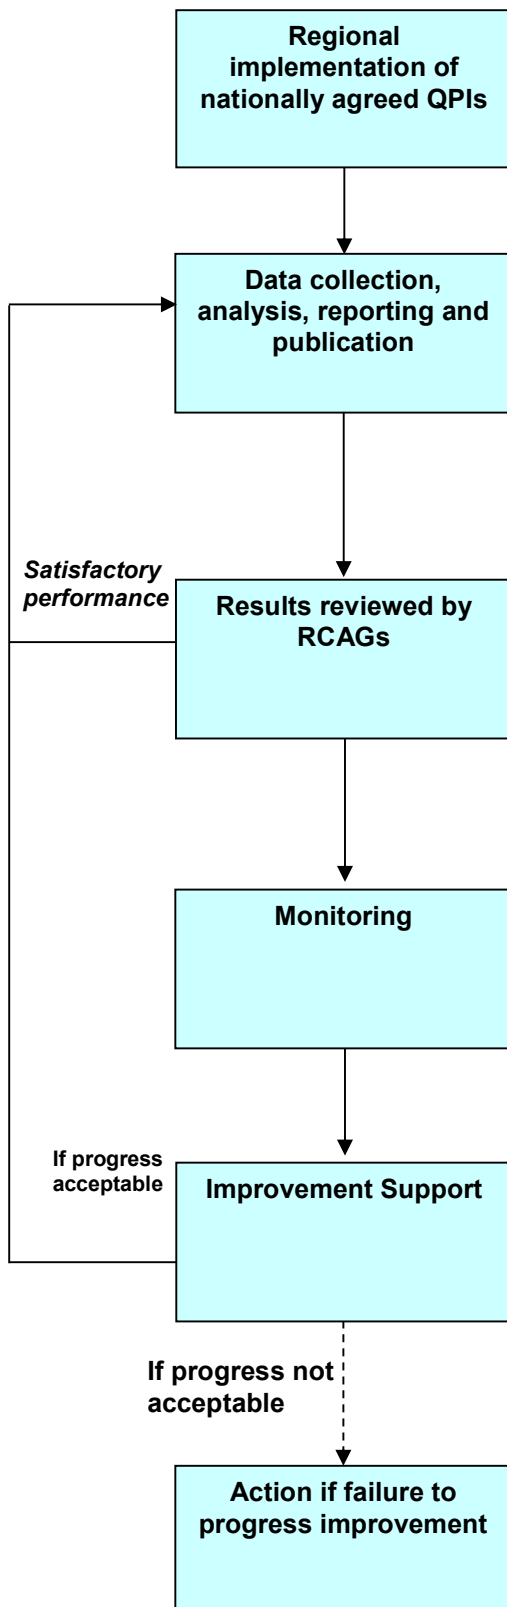 Regional
implementation of
nationally agreed QPIs
Data collection,
analysis, reporting and
publication
Satisfactory
performance
Results reviewed by
RCAGs
Monitoring
If progress
acceptable
Improvement Support
If progress not
acceptable
Action if failure to
progress improvement